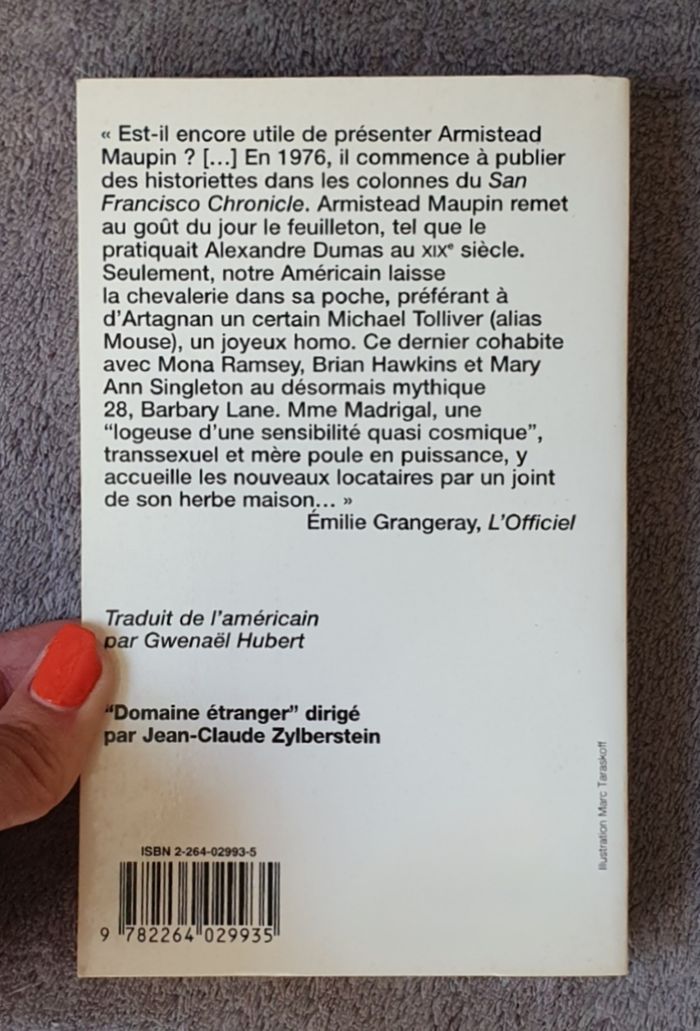 « Est-il encore utile de présenter Armistead
Maupin ? [...] En 1976, il commence à publier
des historiettes dans les colonnes du San
Francisco Chronicle. Armistead Maupin remet
au goût du jour le feuilleton, tel que le
pratiquait Alexandre Dumas au XIXe siècle.
Seulement, notre Américain laisse
la chevalerie dans sa poche, préférant à
d'Artagnan un certain Michael Tolliver (alias
Mouse), un joyeux homo. Ce dernier cohabite
avec Mona Ramsey, Brian Hawkins et Mary
Ann Singleton au désormais mythique
28, Barbary Lane. Mme Madrigal, une
“logeuse d'une sensibilité quasi cosmique”,
transsexuel et mère poule en puissance, y
accueille les nouveaux locataires par un joint
de son herbe maison... »
Émilie Grangeray, L'Officiel
Traduit de l'américain
par Gwenaël Hubert
“Domaine étranger” dirigé
par Jean-Claude Zylberstein
Illustration Marc Taraskoff
ISBN 2-264-02993-5
9 782264 029935